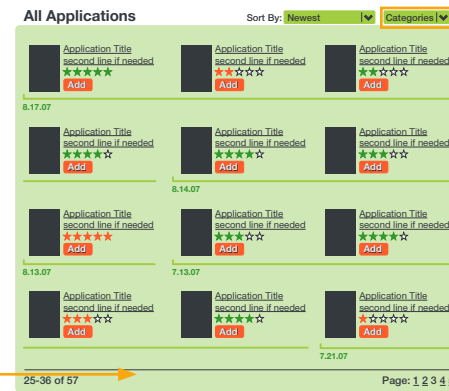 All Applications
Sort By: Newest
Categories
Application Title
second line if needed
Add
Application Title
second line if needed
Add
Application Title
second line if needed
Add
8.17.07
Application Title
second line if needed
Add
Application Title
second line if needed
Add
Application Title
second line if needed
Add
8.14.07
Application Title
second line if needed
Add
Application Title
second line if needed
Add
Application Title
second line if needed
Add
8.13.07
7.13.07
Application Title
second line if needed
Add
Application Title
second line if needed
Add
Application Title
second line if needed
Add
7.21.07
25-36 of 57
Page: 1 2 3 4